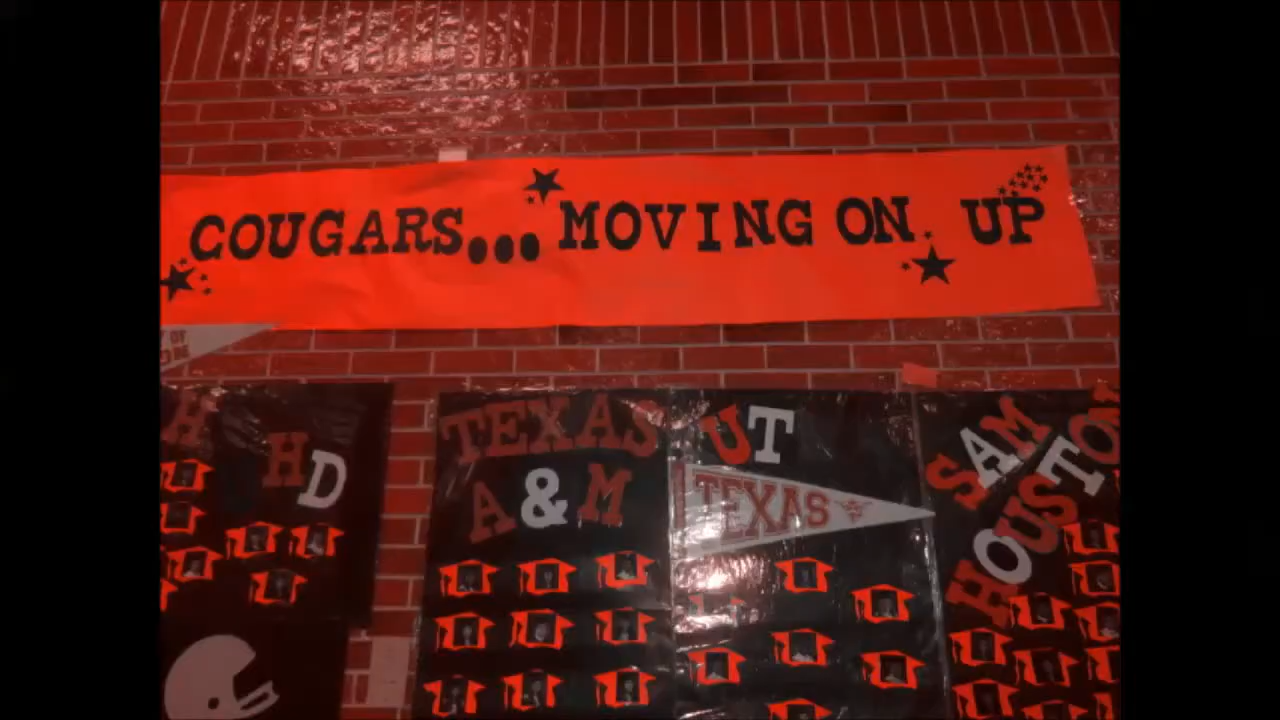 COUGARS... MOVING ON UP
H
HD
TEXAS
A&M
UT
TEXAS
SAM
HOUSTON